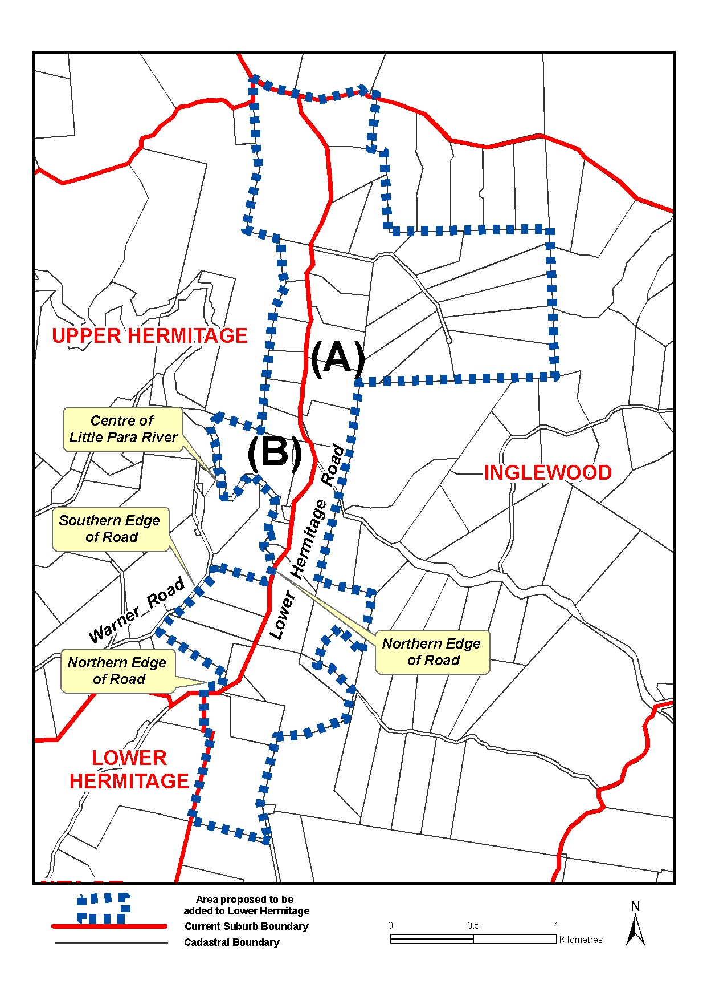 UPPER HERMITAGE
(A)
Centre of
Little Para River
(B)
INGLEWOOD
Lower Hermitage Road
Southern Edge
of Road
Warner Road
Northern Edge
of Road
Northern Edge
of Road
LOWER
HERMITAGE
Area proposed to be
added to Lower Hermitage
Current Suburb Boundary
Cadastral Boundary
0 0.5 1
Kilometres
N